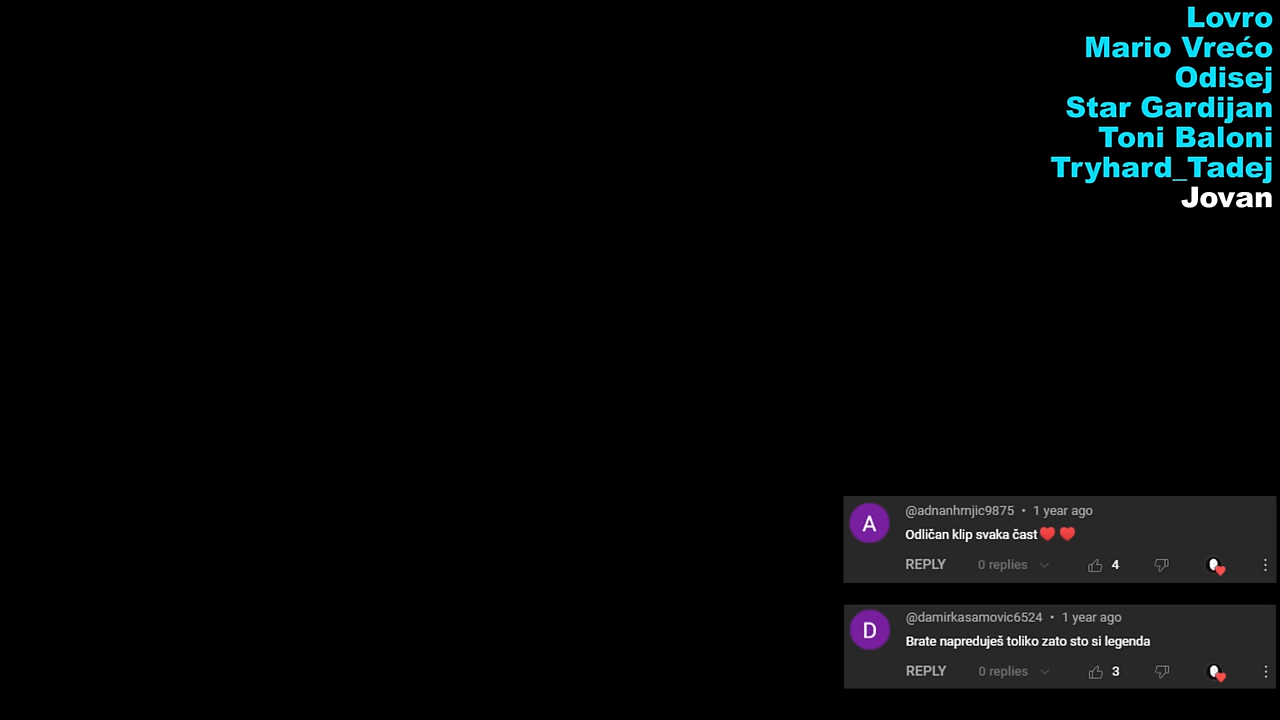 Lovro
Mario Vrećo
Odisej
Star Gardijan
Toni Baloni
Tryhard_Tadej
Jovan
A
@adnanhrnjic9875 • 1 year ago
Odličan klip svaka čast❤️ ❤️
REPLY 0 replies 4
D
@damirkasamovic6524 • 1 year ago
Brate napreduješ toliko zato sto si legenda
REPLY 0 replies 3